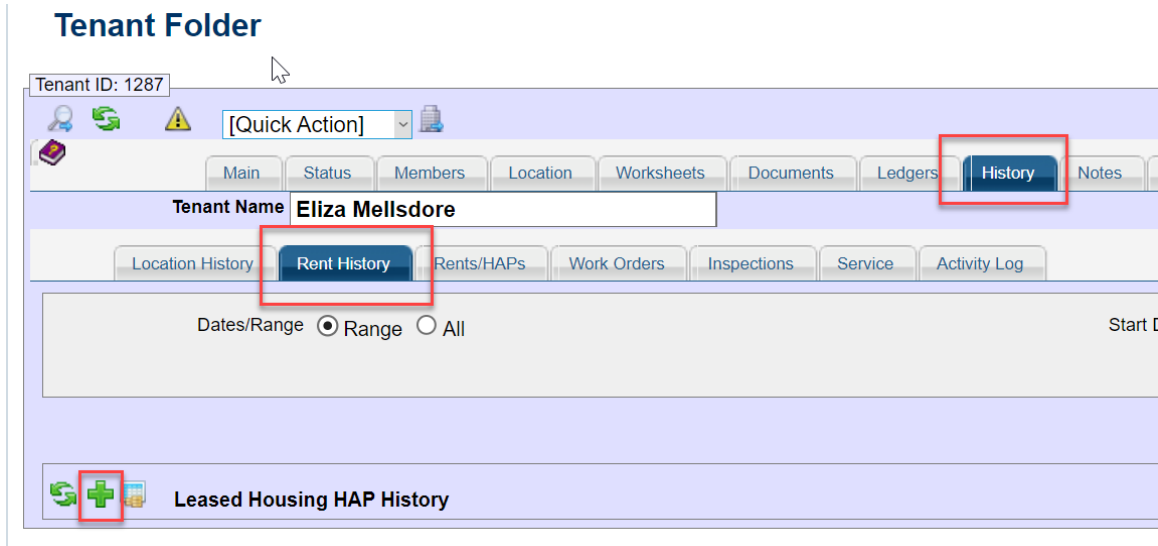 Tenant Folder
Tenant ID: 1287
[Quick Action]
Main Status Members Location Worksheets Documents Ledgers History Notes
Tenant Name Eliza Mellsdore
Location History Rent History Rents/HAPs Work Orders Inspections Service Activity Log
Dates/Range Range All Start
Leased Housing HAP History